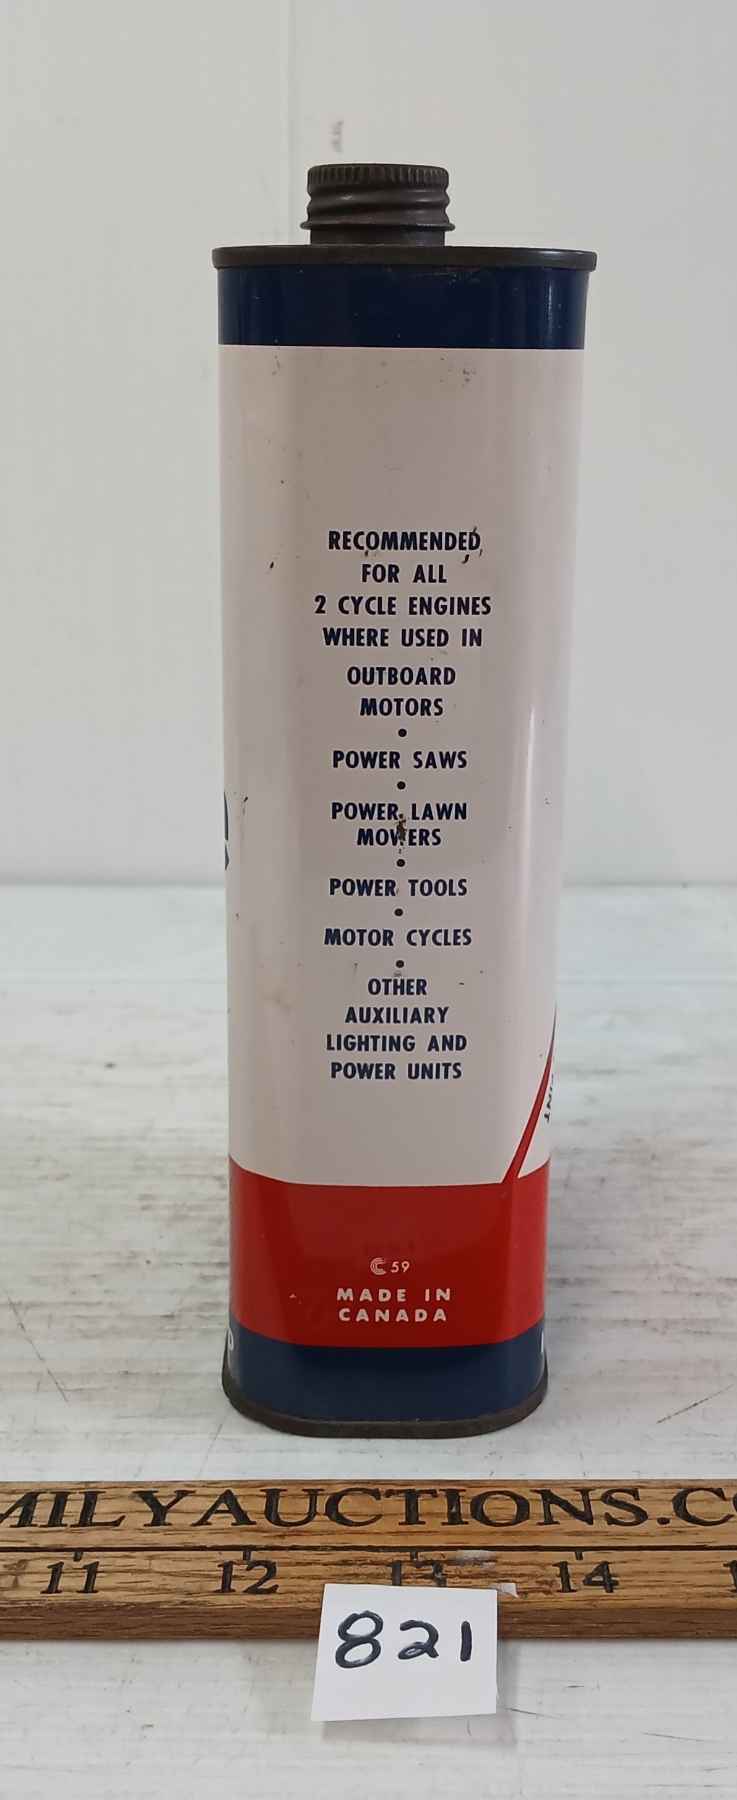 RECOMMENDED
FOR ALL
2 CYCLE ENGINES
WHERE USED IN
OUTBOARD
MOTORS
•
POWER SAWS
•
POWER LAWN
MOWERS
•
POWER TOOLS
•
MOTOR CYCLES
•
OTHER
AUXILIARY
LIGHTING AND
POWER UNITS
C 59
MADE IN
CANADA
MILYAUCTIONS.C
11 12 13 14
821